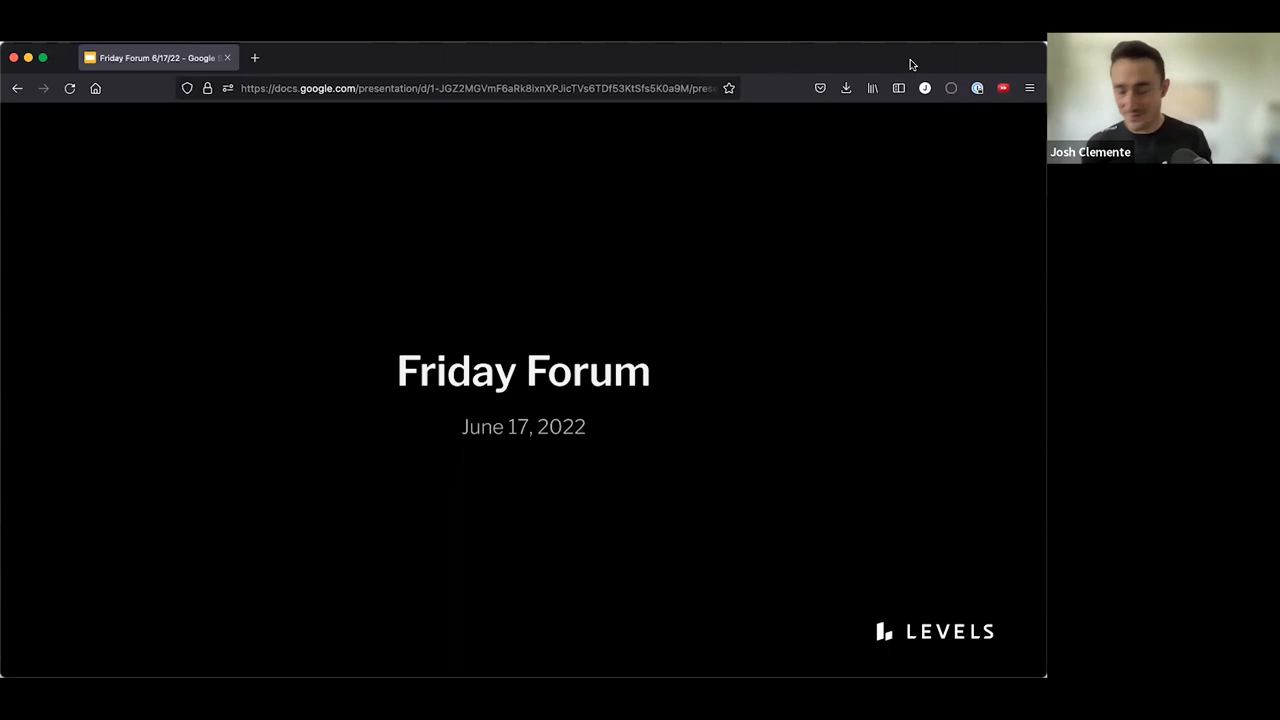 Friday Forum 6/17/22 - Google S
https://docs.google.com/presentation/d/1-JGZ2MGVmF6aRk8ixnXPJicTVs6TDf53KtSfs5K0a9M/prese
Josh Clemente
Friday Forum
June 17, 2022
LEVELS